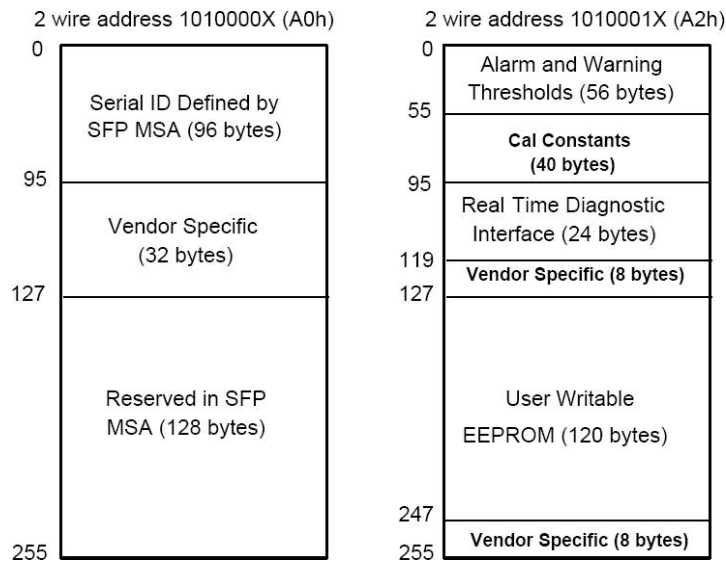 2 wire address 1010000X (A0h)
0
Serial ID Defined by
SFP MSA (96 bytes)
95
Vendor Specific
(32 bytes)
127
Reserved in SFP
MSA (128 bytes)
255
2 wire address 1010001X (A2h)
0
Alarm and Warning
Thresholds (56 bytes)
55
Cal Constants
(40 bytes)
95
Real Time Diagnostic
Interface (24 bytes)
119
Vendor Specific (8 bytes)
127
User Writable
EEPROM (120 bytes)
247
Vendor Specific (8 bytes)
255